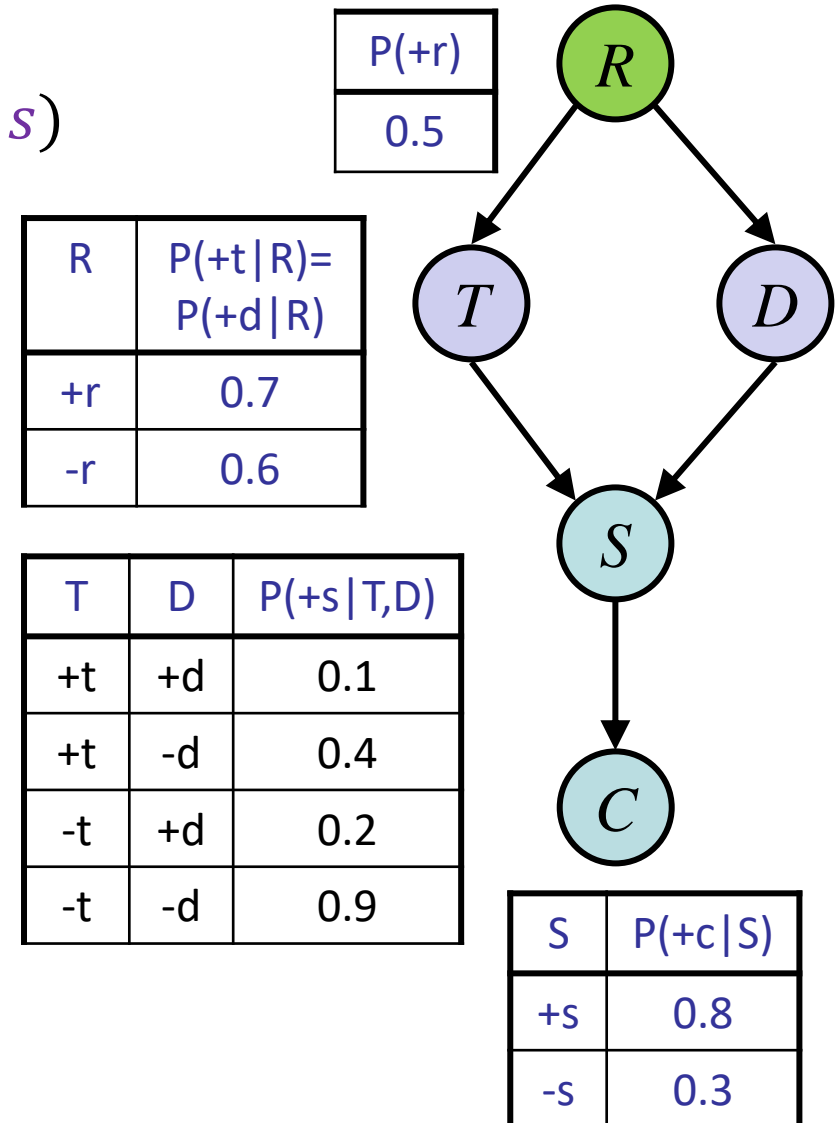 s)
P(+r)
0.5
R
R P(+t|R)=
P(+d|R)
+r 0.7
-r 0.6
T
D
T D P(+s|T,D)
+t +d 0.1
+t -d 0.4
-t +d 0.2
-t -d 0.9
S
C
S P(+c|S)
+s 0.8
-s 0.3